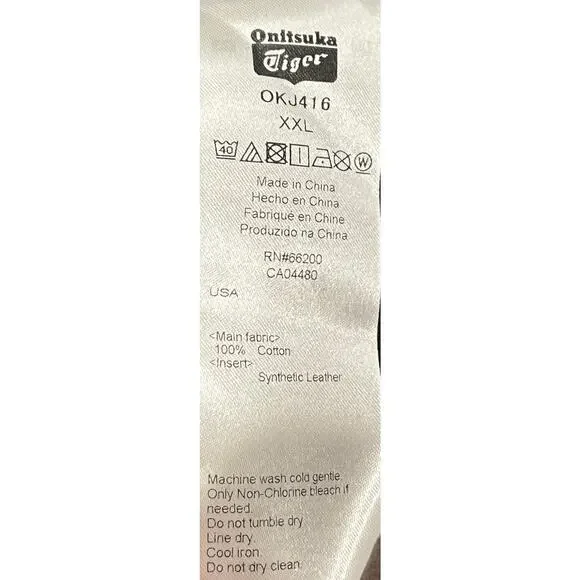 Onitsuka
Tiger
OKJ416
XXL
40
W
Made in China
Hecho en China
Fabriqué en Chine
Produzido na China
RN#66200
CA04480
USA
<Main fabric>
100% Cotton
<Insert>
Synthetic Leather
Machine wash cold gentle.
Only Non-Chlorine bleach if
needed.
Do not tumble dry
Line dry.
Cool iron.
Do not dry clean.